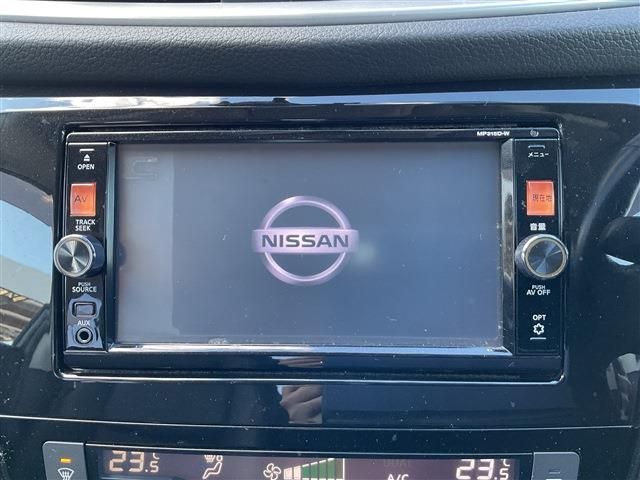 MP315D-W
OPEN
AV
TRACK
SEEK
PUSH
SOURCE
AUX
NISSAN
メニュー
現在地
音量
PUSH
AV OFF
OPT
23.5
DUAL
A/C
23.5